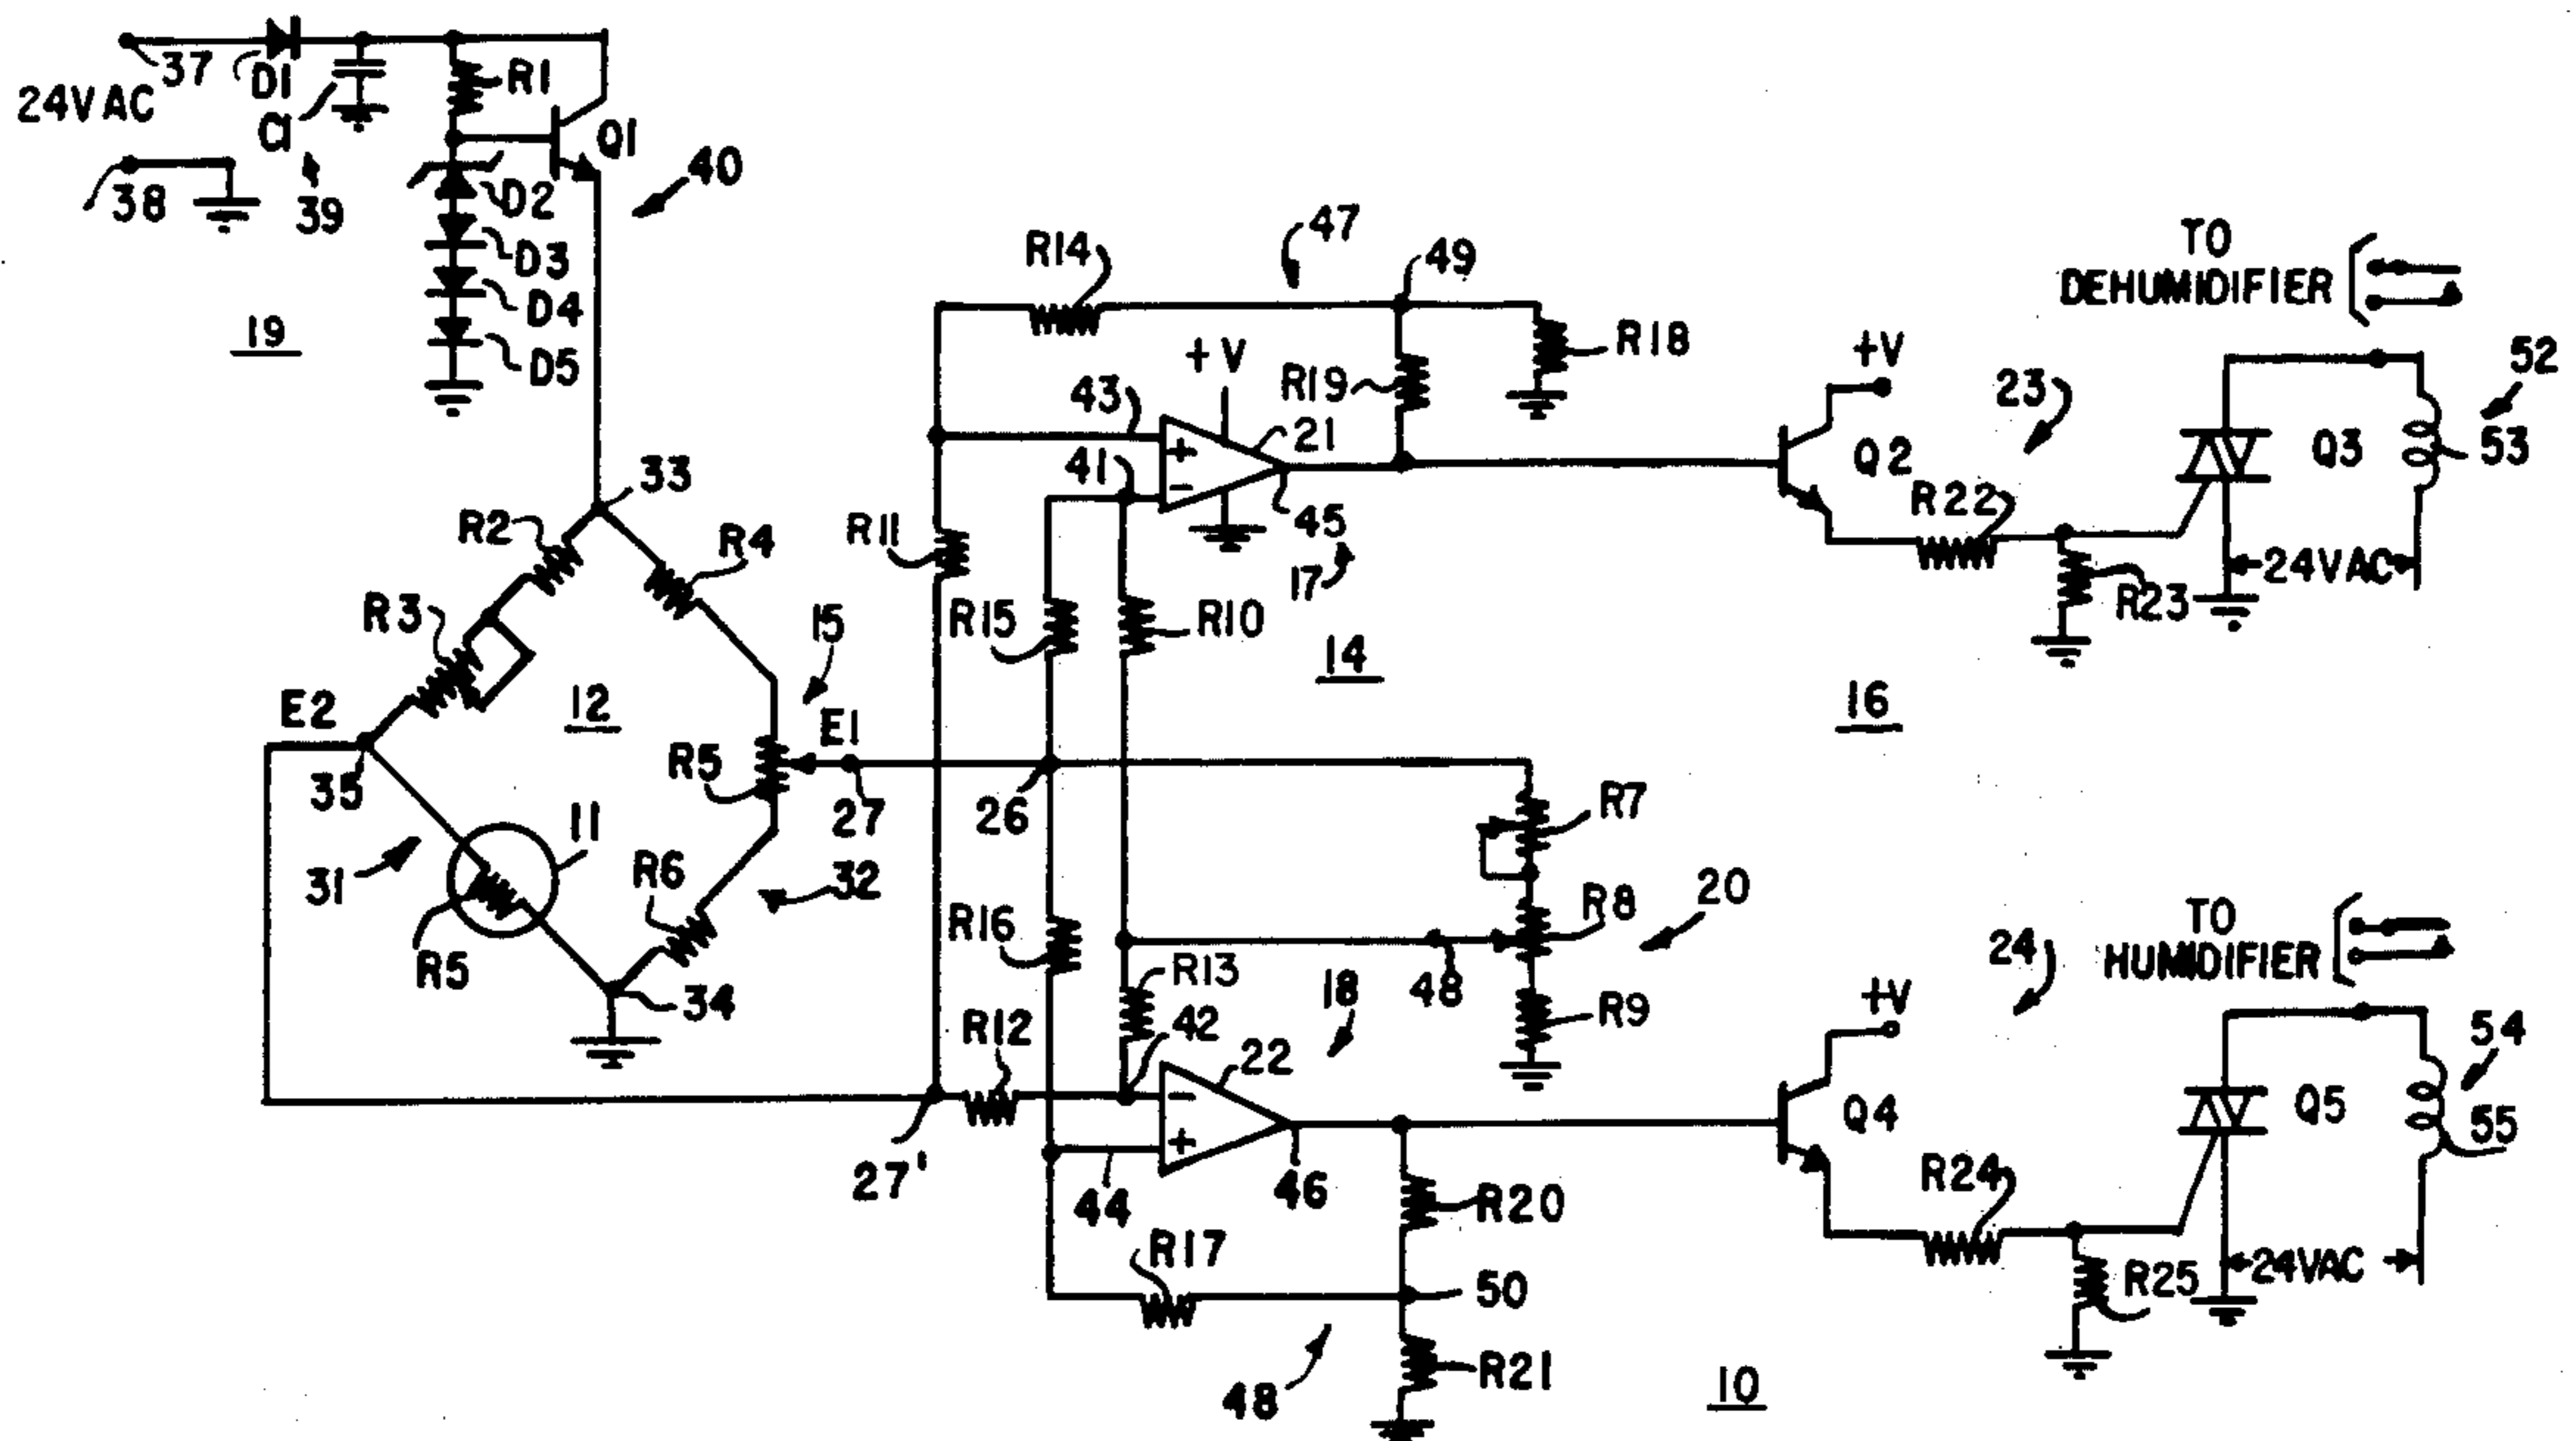 37
D1
R1
24VAC
C1
Q1
40
38
39
D2
D3
D4
D5
19
47
R14
49
TO
DEHUMIDIFIER
R18
+V
R19
43
+V
23
52
21
+
Q2
Q3
53
41
-
33
R2
R4
R11
45
R22
17
24VAC
R23
R3
15
R15
R10
14
E2
12
E1
16
R5
35
27
26
R7
11
31
R6
32
R16
R8
20
R5
34
R13
18
48
24
TO
HUMIDIFIER
R9
R12
42
22
+V
54
-
Q4
Q5
55
+
27'
44
46
R24
R20
R17
50
24VAC
R25
48
R21
10